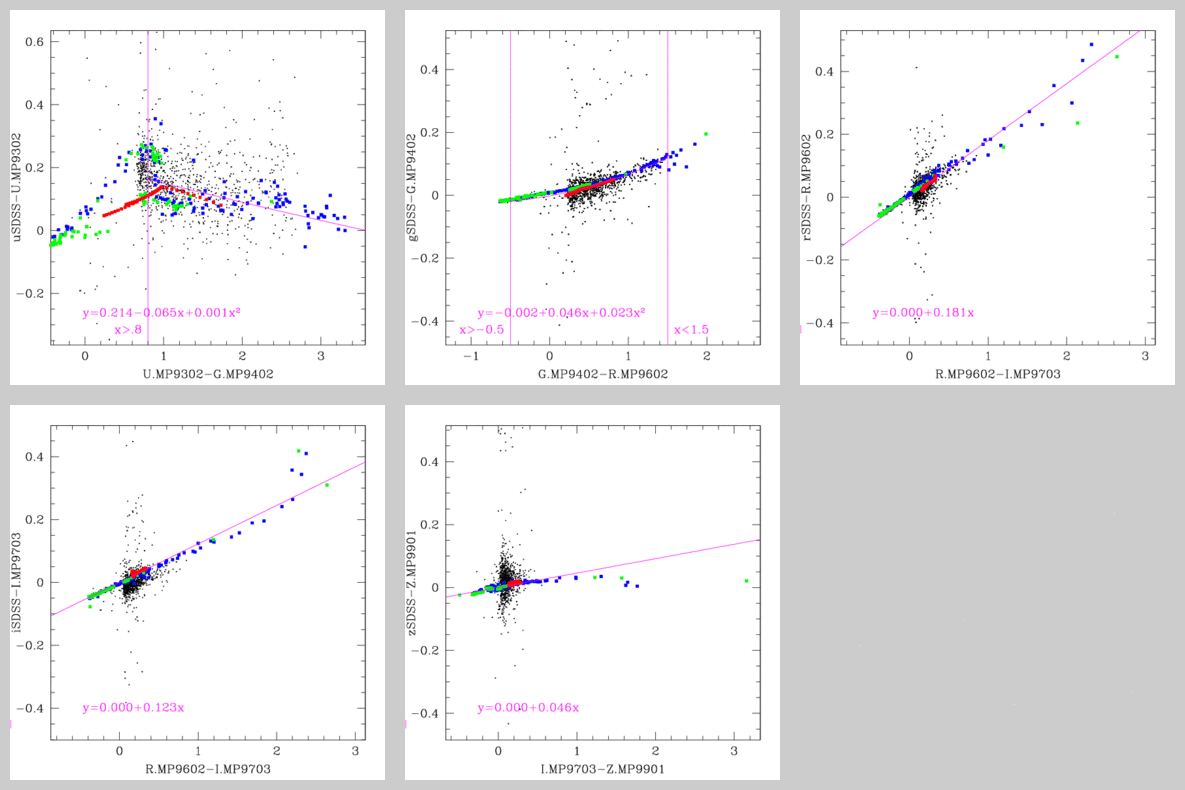 0.6
0.4
0.2
0
−0.2
uSDSS−U.MP9302
y=0.214−0.065x+0.001x²
x>.8
0 1 2 3
U.MP9302−G.MP9402
0.4
0.2
0
−0.2
−0.4
gSDSS−G.MP9402
y=−0.002+0.046x+0.023x²
x>−0.5 x<1.5
−1 0 1 2
G.MP9402−R.MP9602
0.4
0.2
0
−0.2
−0.4
rSDSS−R.MP9602
y=0.000+0.181x
0 1 2 3
R.MP9602−I.MP9703
0.4
0.2
0
−0.2
−0.4
iSDSS−I.MP9703
y=0.000+0.123x
0 1 2 3
R.MP9602−I.MP9703
0.4
0.2
0
−0.2
−0.4
zSDSS−Z.MP9901
y=0.000+0.046x
0 1 2 3
I.MP9703−Z.MP9901